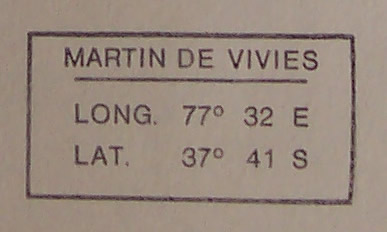 MARTIN DE VIVIES
LONG. 77° 32 E
LAT. 37° 41 S